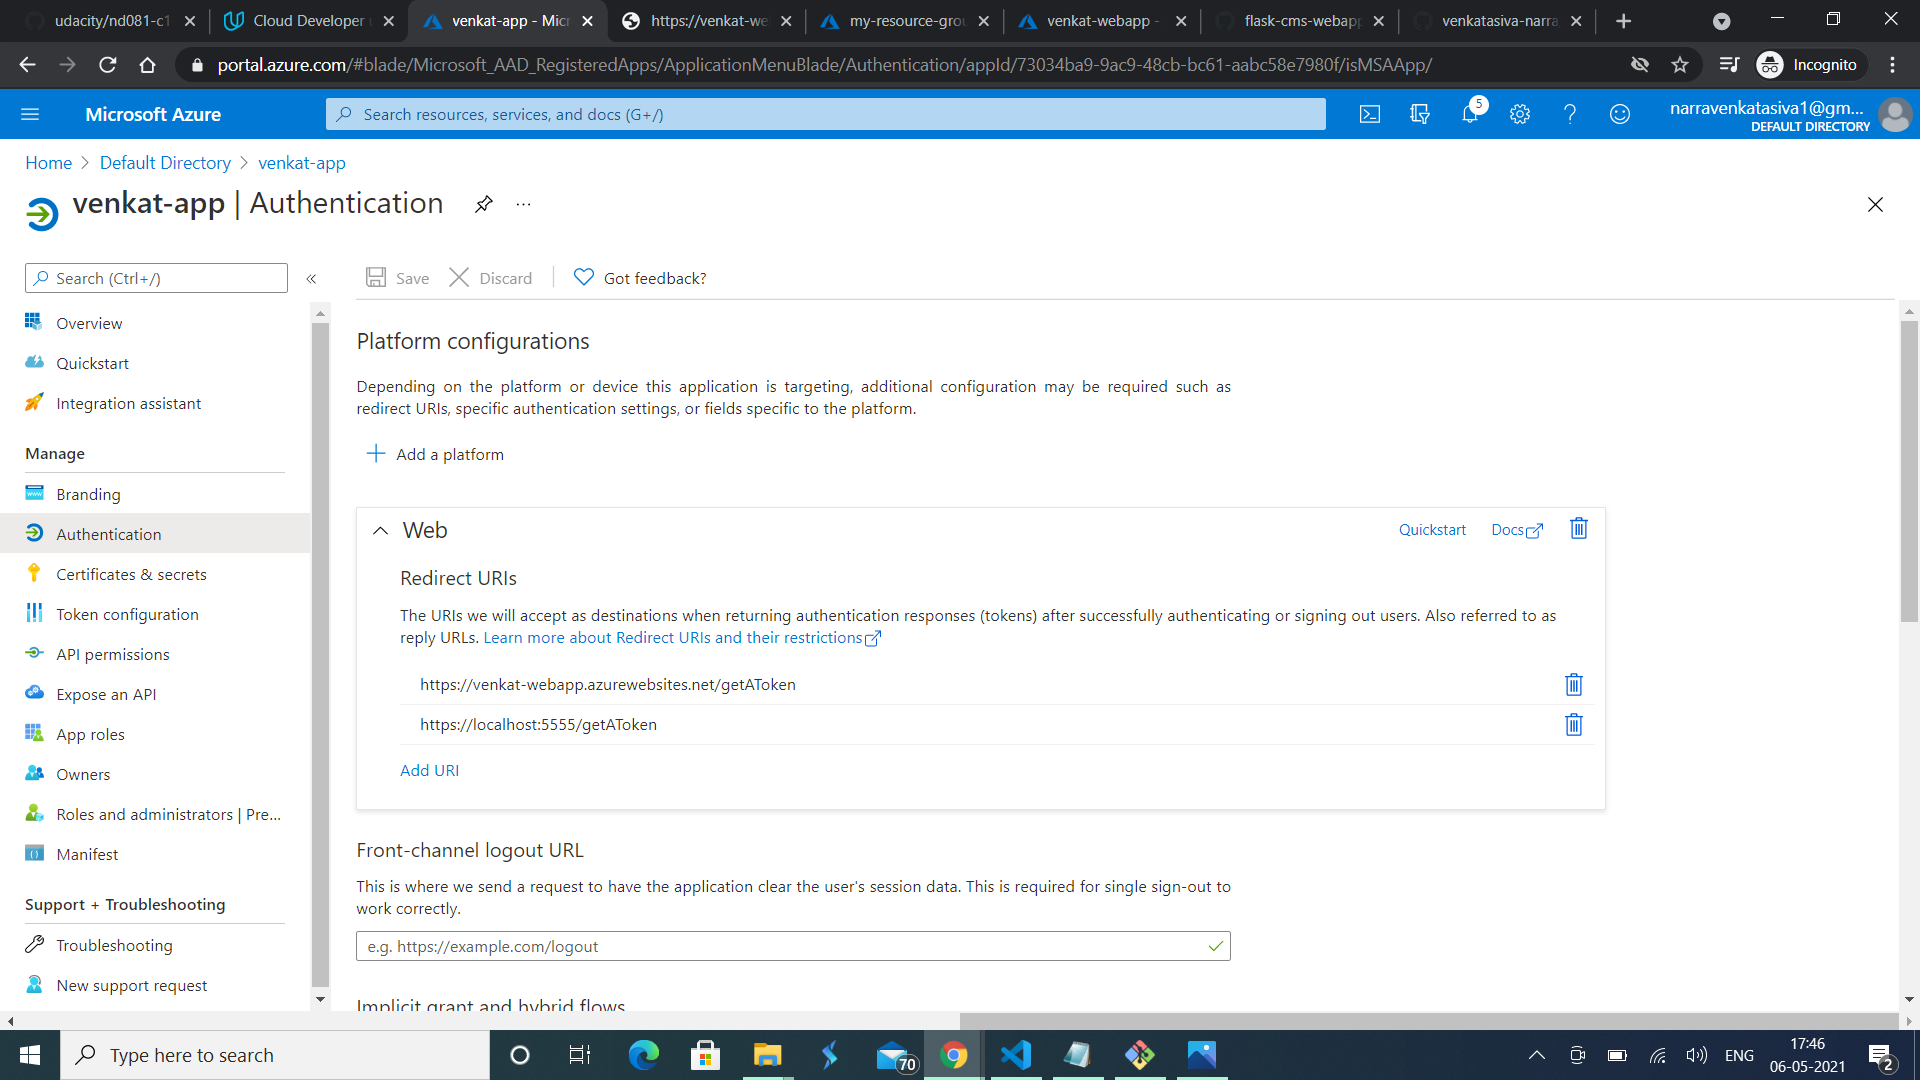 udacity/nd081-c1
Cloud Developer
venkat-app - Micr
https://venkat-we
my-resource-grou
venkat-webapp -
flask-cms-webapp
venkatasiva-narra
portal.azure.com/#blade/Microsoft_AAD_RegisteredApps/ApplicationMenuBlade/Authentication/appId/73034ba9-9ac9-48cb-bc61-aabc58e7980f/isMSAApp/
Incognito
Microsoft Azure
Search resources, services, and docs (G+/)
5
narravenkatasiva1@gm...
DEFAULT DIRECTORY
Home > Default Directory > venkat-app
venkat-app | Authentication
Search (Ctrl+/)
Save
Discard
Got feedback?
Overview
Quickstart
Integration assistant
Manage
Branding
Authentication
Certificates & secrets
Token configuration
API permissions
Expose an API
App roles
Owners
Roles and administrators | Pre...
Manifest
Support + Troubleshooting
Troubleshooting
New support request
Platform configurations
Depending on the platform or device this application is targeting, additional configuration may be required such as
redirect URIs, specific authentication settings, or fields specific to the platform.
Add a platform
Web
Quickstart
Docs
Redirect URIs
The URIs we will accept as destinations when returning authentication responses (tokens) after successfully authenticating or signing out users. Also referred to as
reply URLs. Learn more about Redirect URIs and their restrictions
https://venkat-webapp.azurewebsites.net/getAToken
https://localhost:5555/getAToken
Add URI
Front-channel logout URL
This is where we send a request to have the application clear the user's session data. This is required for single sign-out to
work correctly.
e.g. https://example.com/logout
Implicit grant and hybrid flows
Type here to search
70
ENG
17:46
06-05-2021
2